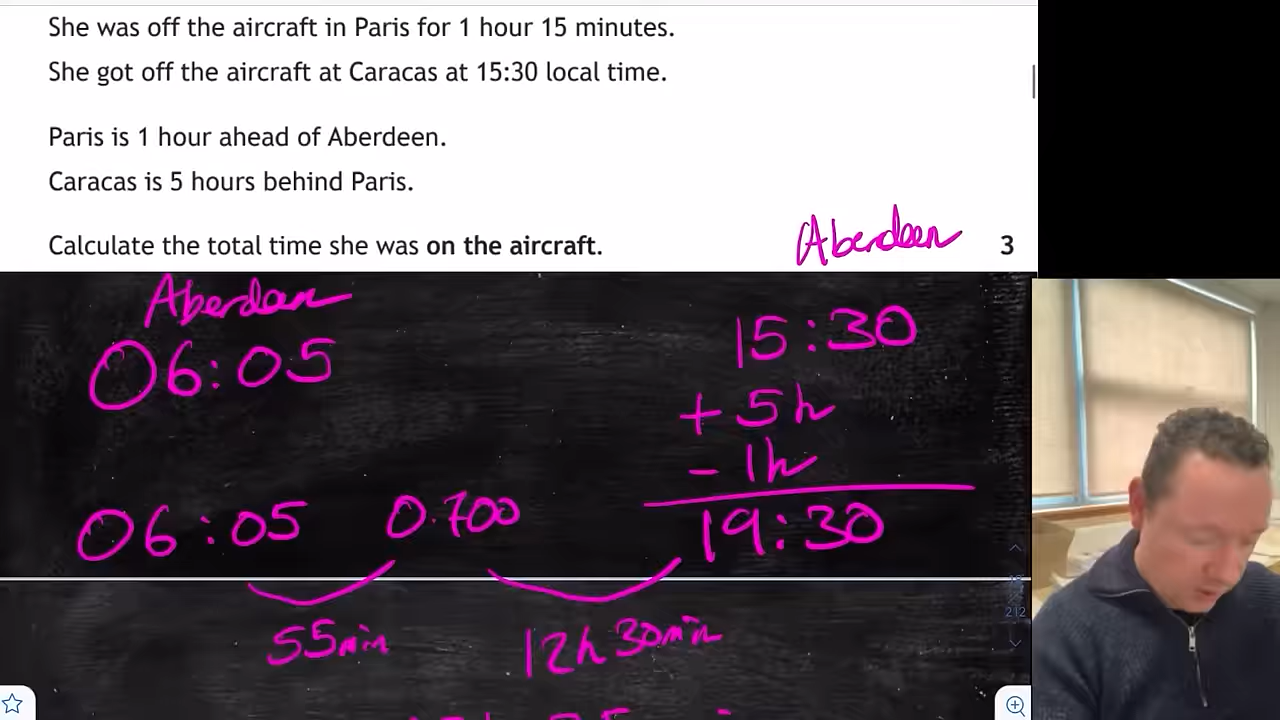 She was off the aircraft in Paris for 1 hour 15 minutes.
She got off the aircraft at Caracas at 15:30 local time.
Paris is 1 hour ahead of Aberdeen.
Caracas is 5 hours behind Paris.
Calculate the total time she was on the aircraft.
Aberdeen
3
Aberdeen
06:05
15:30
+ 5h
- 1h
06:05 0700 19:30
55min 12h 30min
212